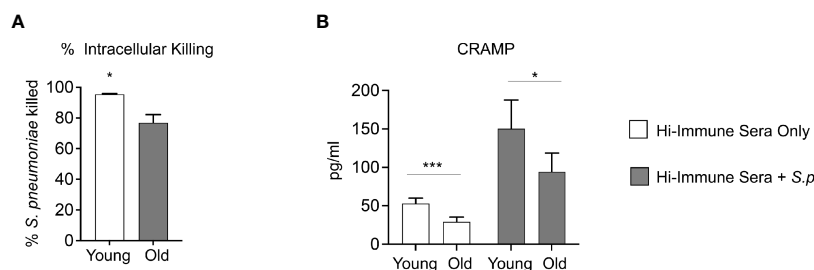 A
% Intracellular Killing
*
% S. pneumoniae killed
100
80
60
40
20
0
Young Old
B
CRAMP
pg/ml
200
150
100
50
0
***
*
Young Old Young Old
Hi-Immune Sera Only
Hi-Immune Sera + S.p